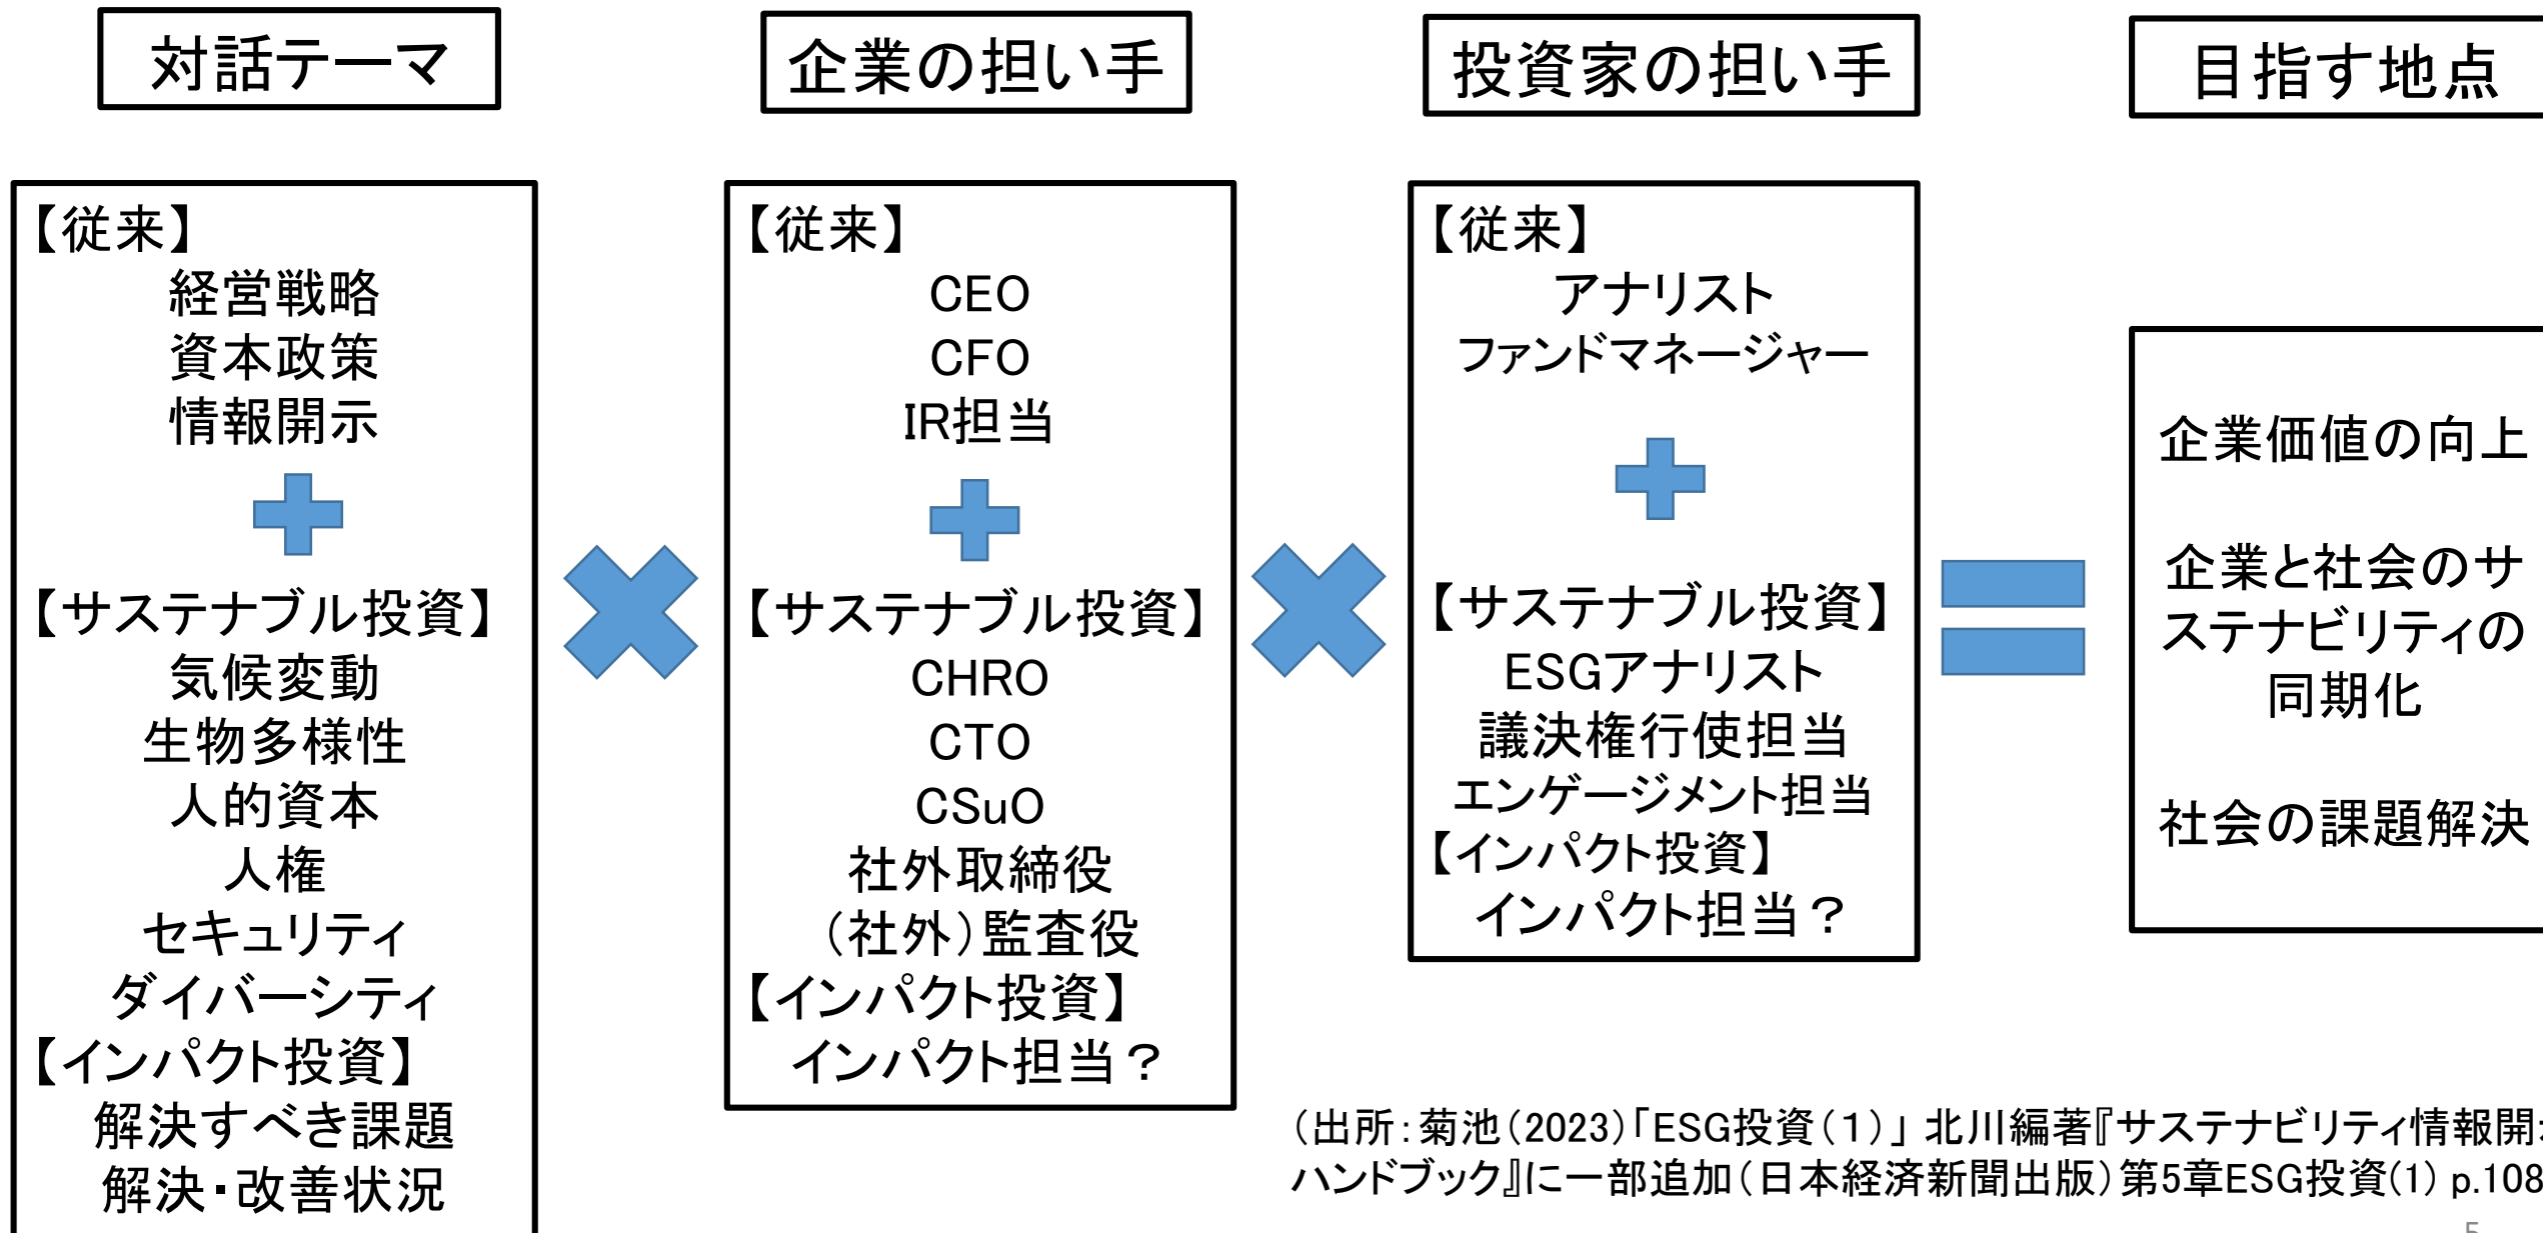 対話テーマ
企業の担い手
投資家の担い手
目指す地点
【従来】
経営戦略
資本政策
情報開示
【サステナブル投資】
気候変動
生物多様性
人的資本
人権
セキュリティ
ダイバーシティ
【インパクト投資】
解決すべき課題
解決・改善状況
【従来】
CEO
CFO
IR担当
【サステナブル投資】
CHRO
CTO
CSuO
社外取締役
（社外）監査役
【インパクト投資】
インパクト担当？
【従来】
アナリスト
ファンドマネージャー
【サステナブル投資】
ESGアナリスト
議決権行使担当
エンゲージメント担当
【インパクト投資】
インパクト担当？
企業価値の向上
企業と社会のサ
ステナビリティの
同期化
社会の課題解決
（出所：菊池（2023）「ESG投資（１）」 北川編著『サステナビリティ情報開
ハンドブック』に一部追加（日本経済新聞出版）第5章ESG投資(1) p.108